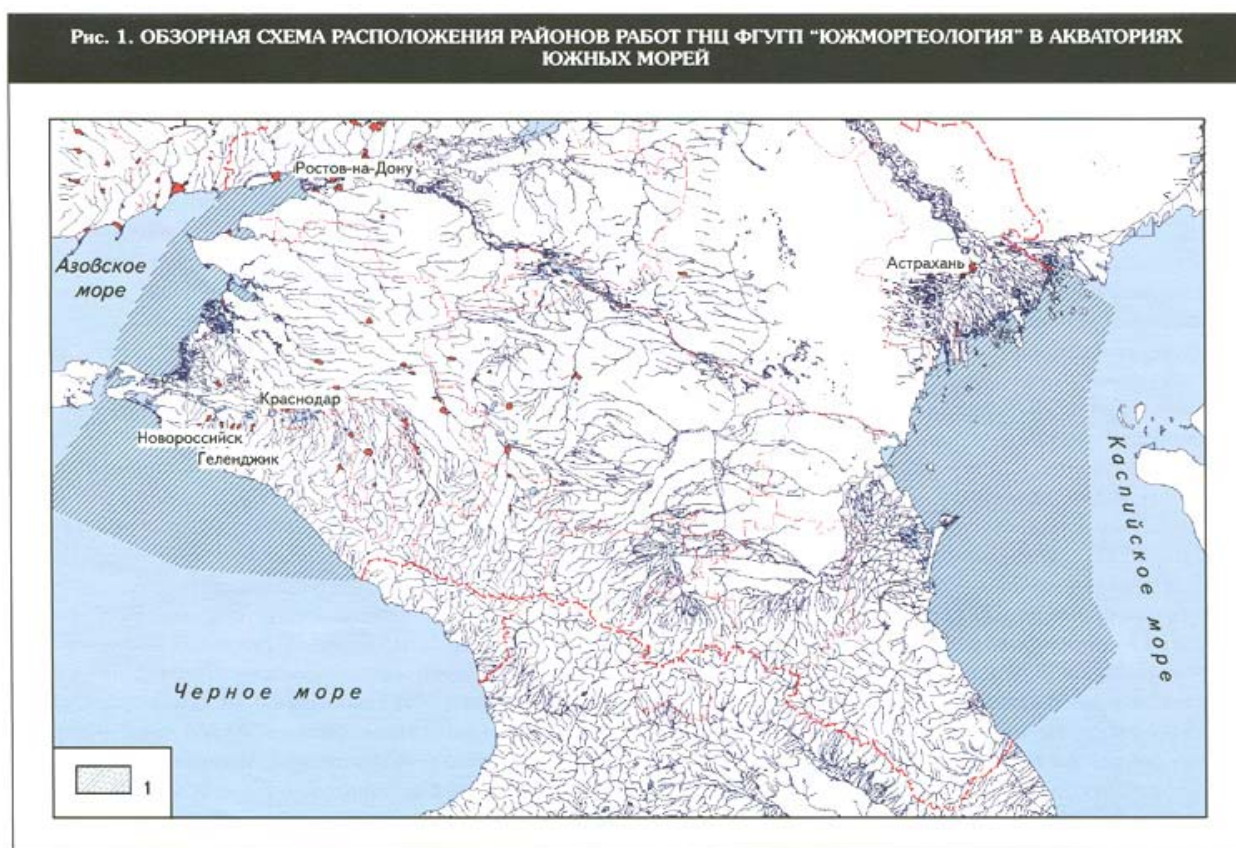 Рис. 1. ОБЗОРНАЯ СХЕМА РАСПОЛОЖЕНИЯ РАЙОНОВ РАБОТ ГНЦ ФГУГП "ЮЖМОРГЕОЛОГИЯ" В АКВАТОРИЯХ
ЮЖНЫХ МОРЕЙ
Ростов-на-Дону
Азовское
море
Астрахань
Краснодар
Новороссийск
Геленджик
Каспийское море
Черное море
1